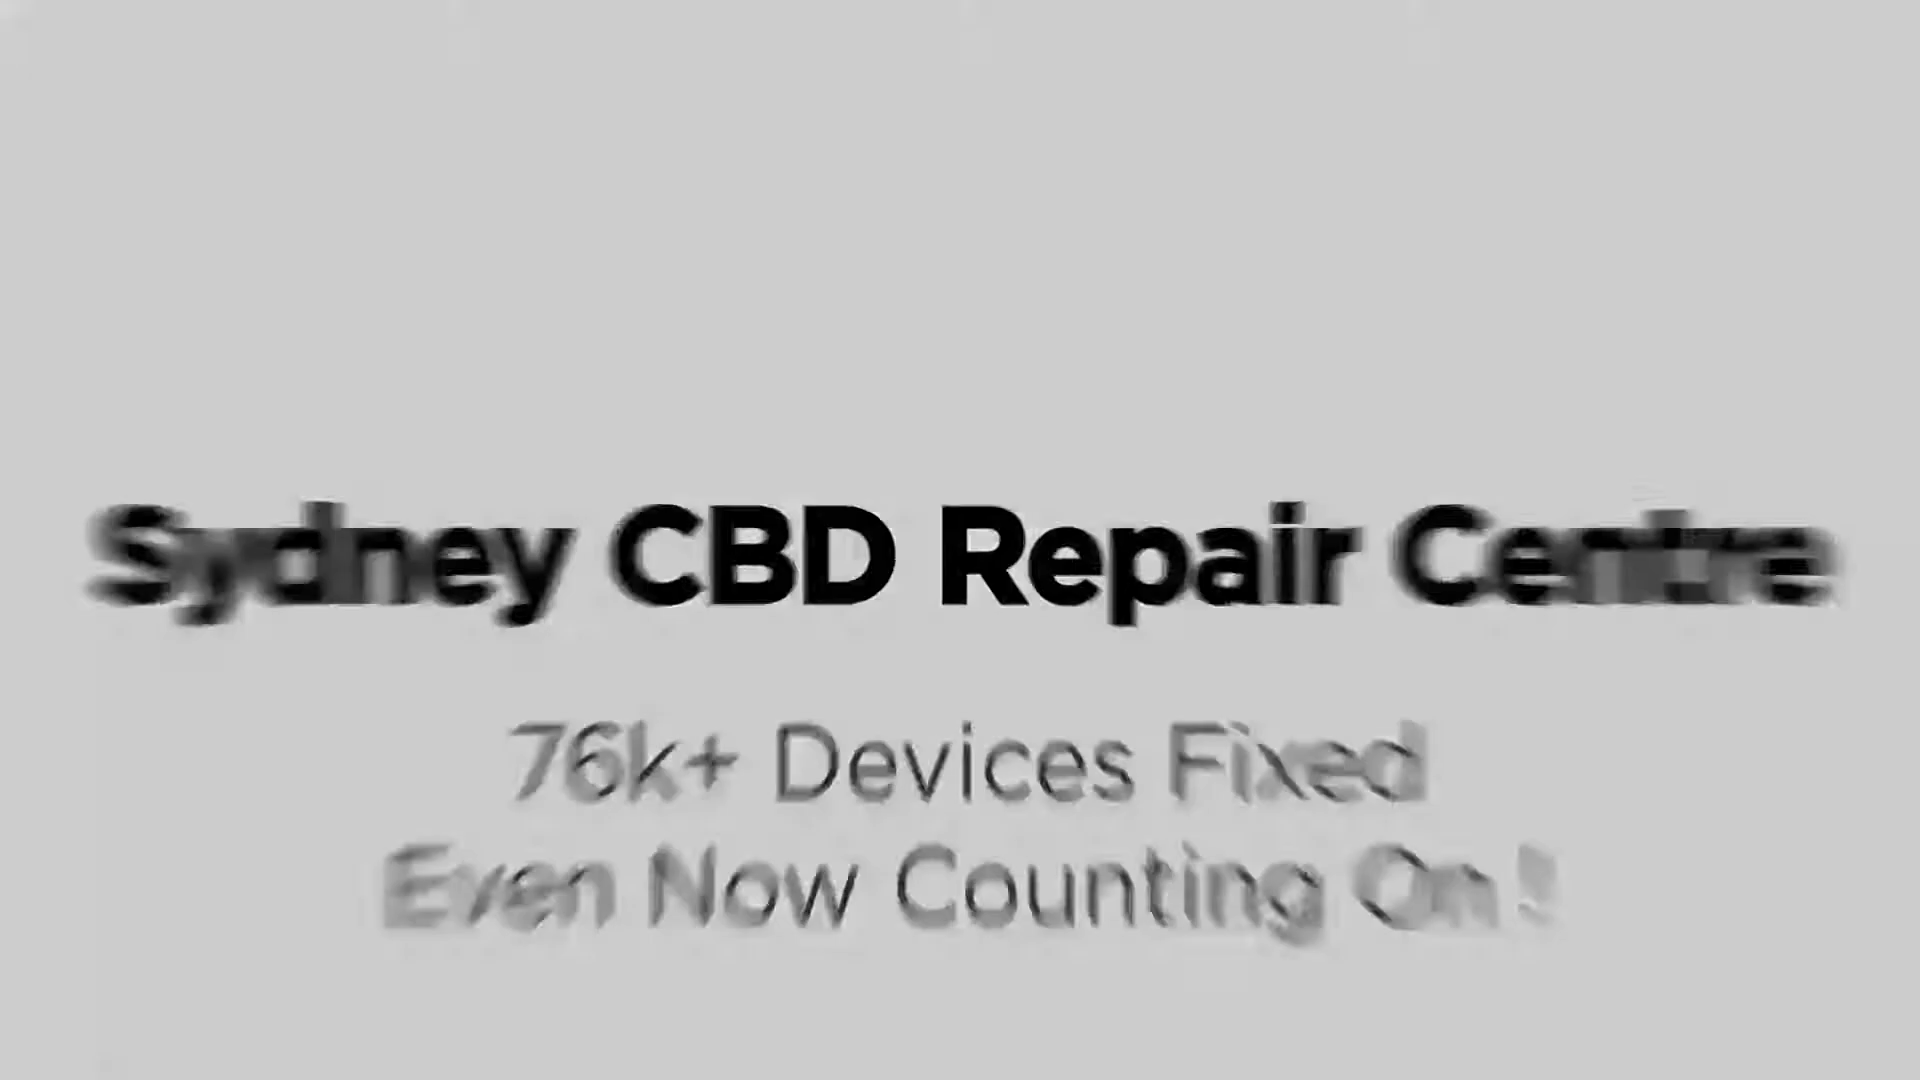 Sydney CBD Repair Centre
76k+ Devices Fixed
Even Now Counting On !